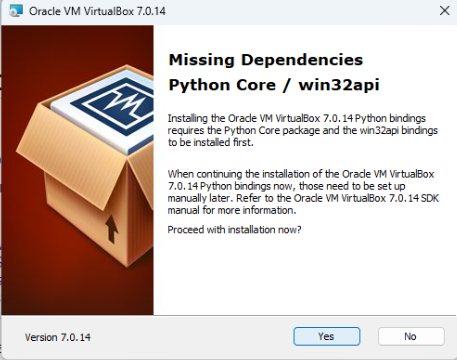 Oracle VM VirtualBox 7.0.14
Missing Dependencies
Python Core / win32api
Installing the Oracle VM VirtualBox 7.0.14 Python bindings
requires the Python Core package and the win32api bindings
to be installed first.
When continuing the installation of the Oracle VM VirtualBox
7.0.14 Python bindings now, those need to be set up
manually later. Refer to the Oracle VM VirtualBox 7.0.14 SDK
manual for more information.
Proceed with installation now?
Version 7.0.14
Yes
No